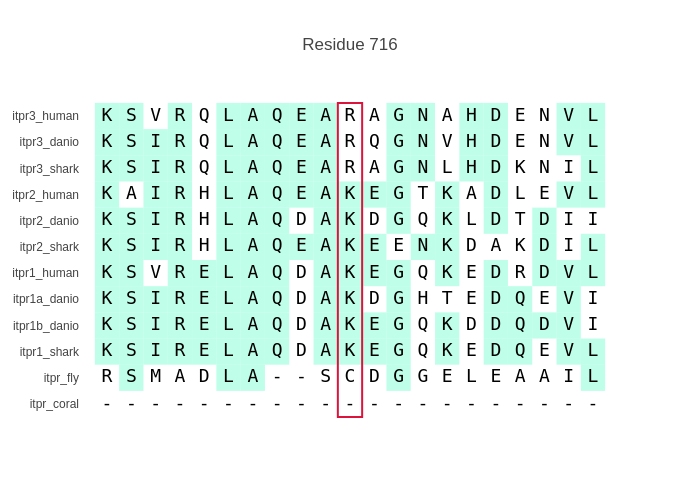 Residue 716
itpr3_human K S V R Q L A Q E A R A G N A H D E N V L
itpr3_danio K S I R Q L A Q E A R Q G N V H D E N V L
itpr3_shark K S I R Q L A Q E A R A G N L H D K N I L
itpr2_human K A I R H L A Q E A K E G T K A D L E V L
itpr2_danio K S I R H L A Q D A K D G Q K L D T D I I
itpr2_shark K S I R H L A Q E A K E E N K D A K D I L
itpr1_human K S V R E L A Q D A K E G Q K E D R D V L
itpr1a_danio K S I R E L A Q D A K D G H T E D Q E V I
itpr1b_danio K S I R E L A Q D A K E G Q K D D Q D V I
itpr1_shark K S I R E L A Q D A K E G Q K E D Q E V L
itpr_fly R S M A D L A - - S C D G G E L E A A I L
itpr_coral - - - - - - - - - - - - - - - - - - - - -